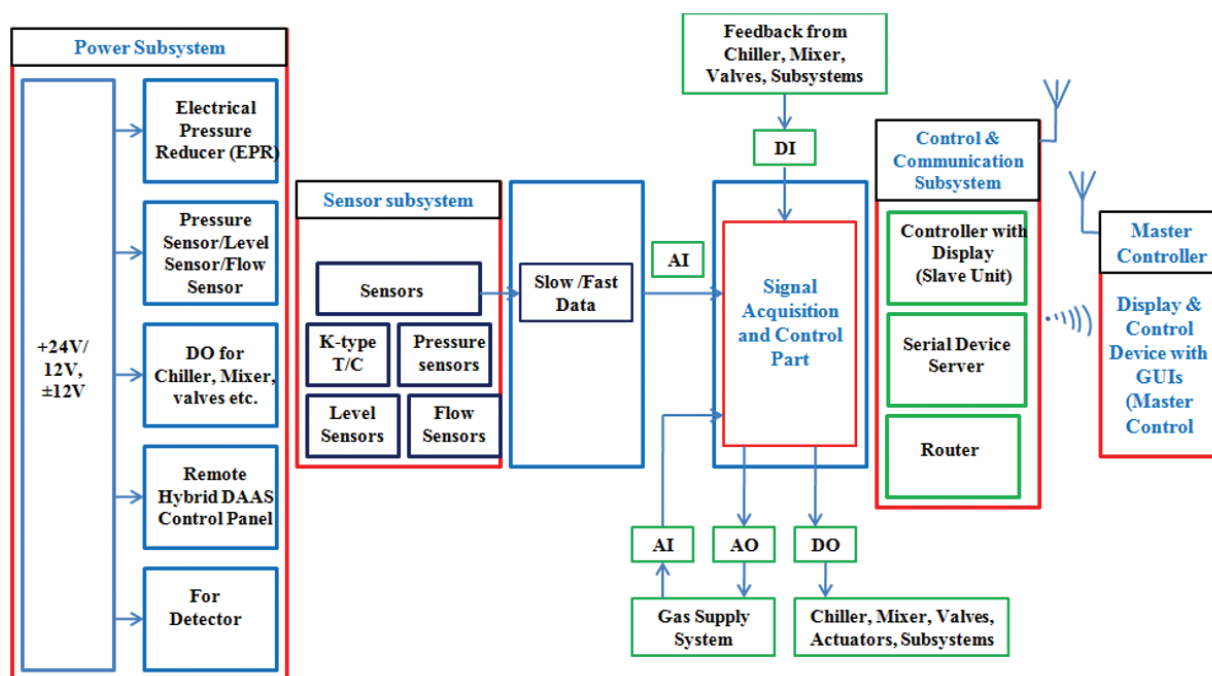 Power Subsystem
+24V/
12V,
±12V
Electrical
Pressure
Reducer (EPR)
Pressure
Sensor/Level
Sensor/Flow
Sensor
DO for
Chiller, Mixer,
valves etc.
Remote
Hybrid DAAS
Control Panel
For
Detector
Sensor subsystem
Sensors
K-type
T/C
Pressure
sensors
Level
Sensors
Flow
Sensors
Slow /Fast
Data
AI
Feedback from
Chiller, Mixer,
Valves, Subsystems
DI
Signal
Acquisition
and Control
Part
AI
AO
DO
Gas Supply
System
Chiller, Mixer, Valves,
Actuators, Subsystems
Control &
Communication
Subsystem
Controller with
Display
(Slave Unit)
Serial Device
Server
Router
Master
Controller
Display &
Control
Device with
GUIs
(Master
Control